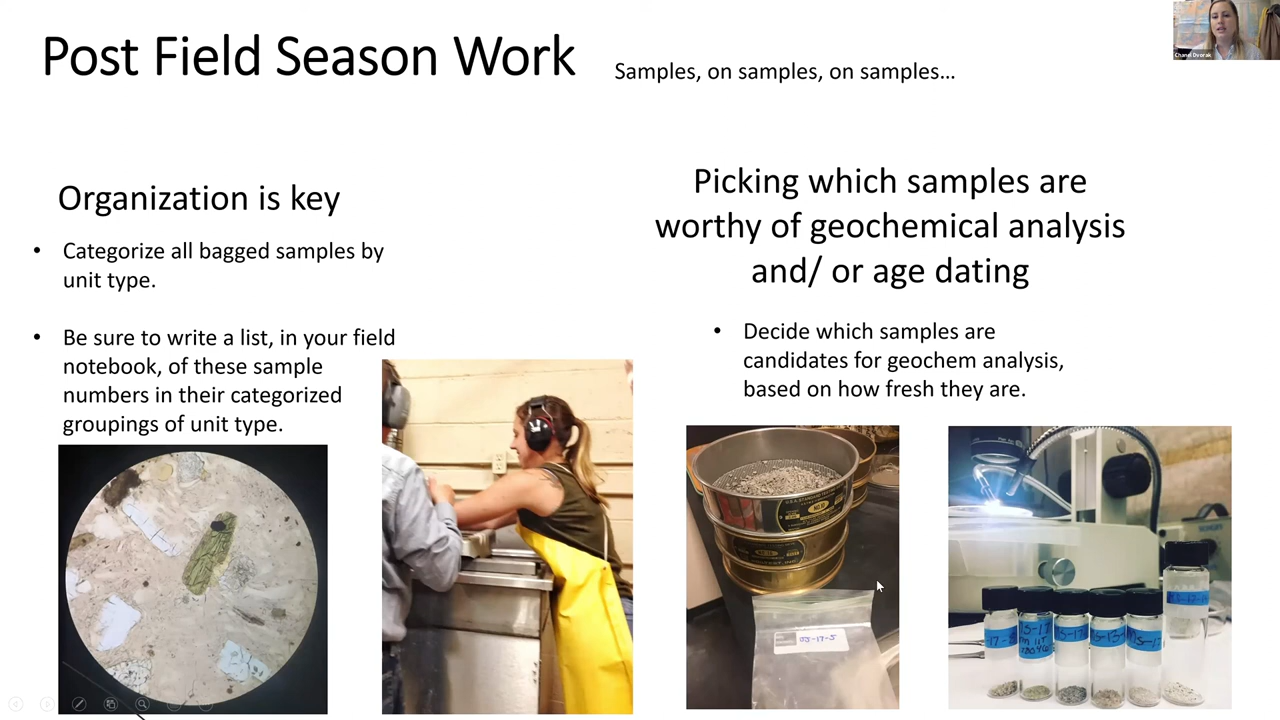 Post Field Season Work
Samples, on samples, on samples…
Chanel Dvorak
Organization is key
• Categorize all bagged samples by
unit type.
• Be sure to write a list, in your field
notebook, of these sample
numbers in their categorized
groupings of unit type.
Picking which samples are
worthy of geochemical analysis
and/ or age dating
• Decide which samples are
candidates for geochem analysis,
based on how fresh they are.